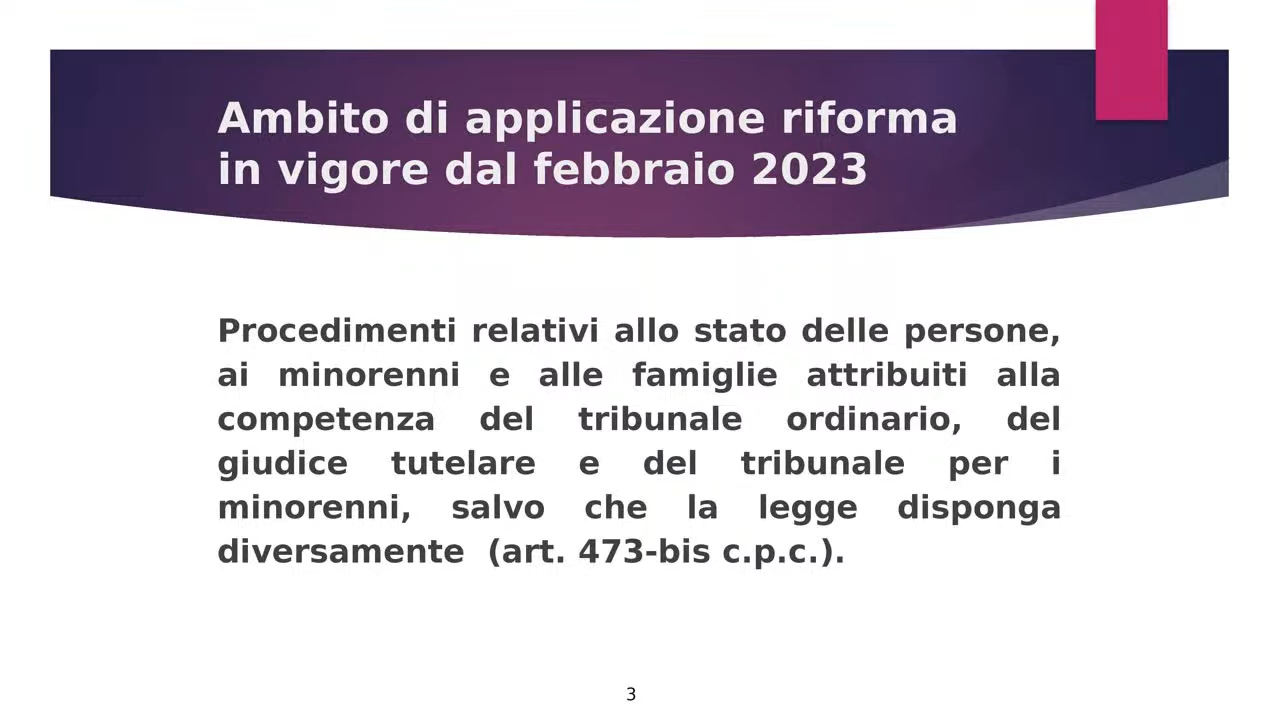 Ambito di applicazione riforma
in vigore dal febbraio 2023
Procedimenti relativi allo stato delle persone,
ai minorenni e alle famiglie attribuiti alla
competenza del tribunale ordinario, del
giudice tutelare e del tribunale per i
minorenni, salvo che la legge disponga
diversamente (art. 473-bis c.p.c.).
3